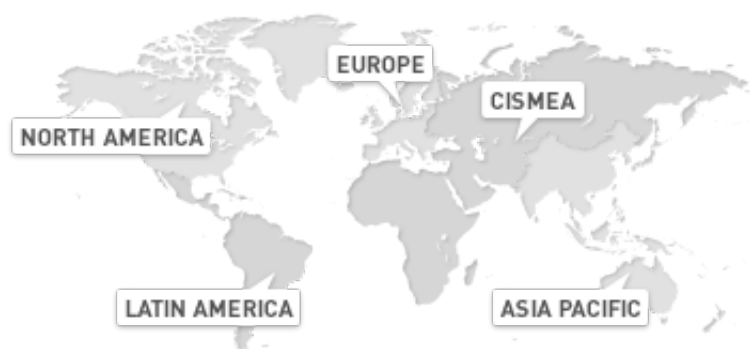 EUROPE
CISMEA
NORTH AMERICA
LATIN AMERICA
ASIA PACIFIC